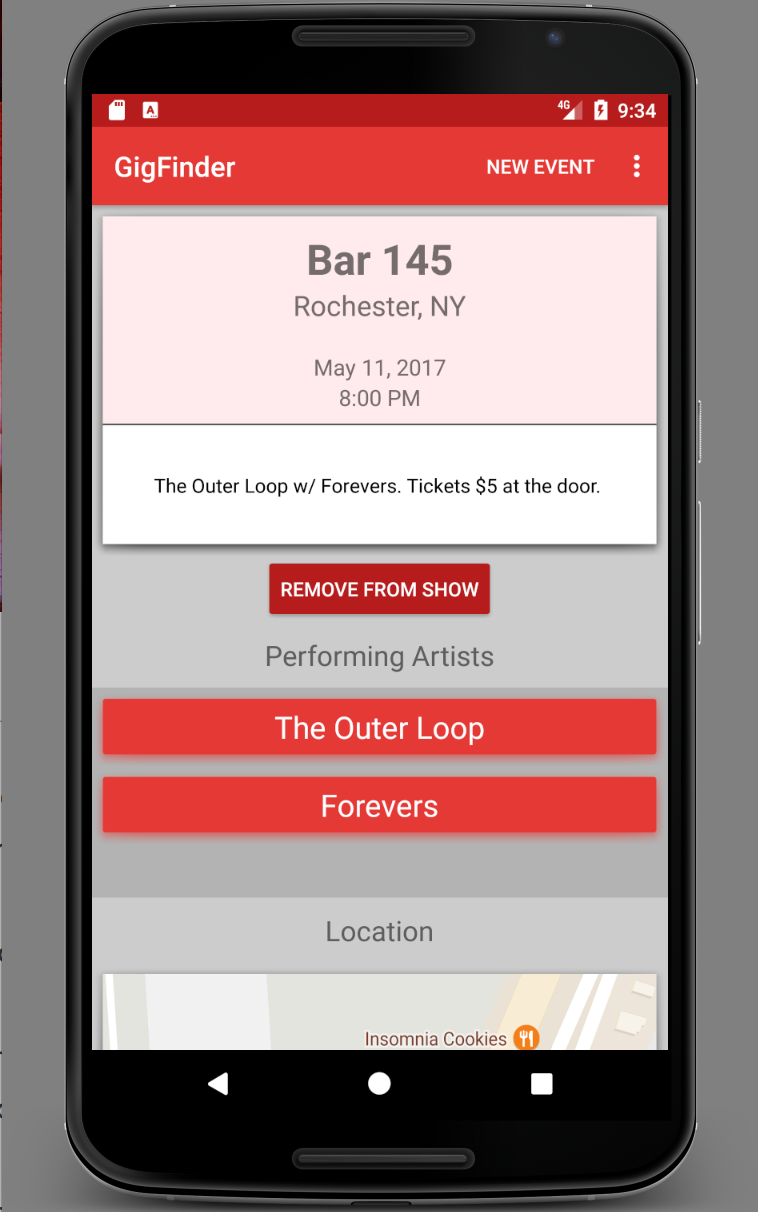 4G 9:34
GigFinder NEW EVENT
Bar 145
Rochester, NY
May 11, 2017
8:00 PM
The Outer Loop w/ Forevers. Tickets $5 at the door.
REMOVE FROM SHOW
Performing Artists
The Outer Loop
Forevers
Location
Insomnia Cookies